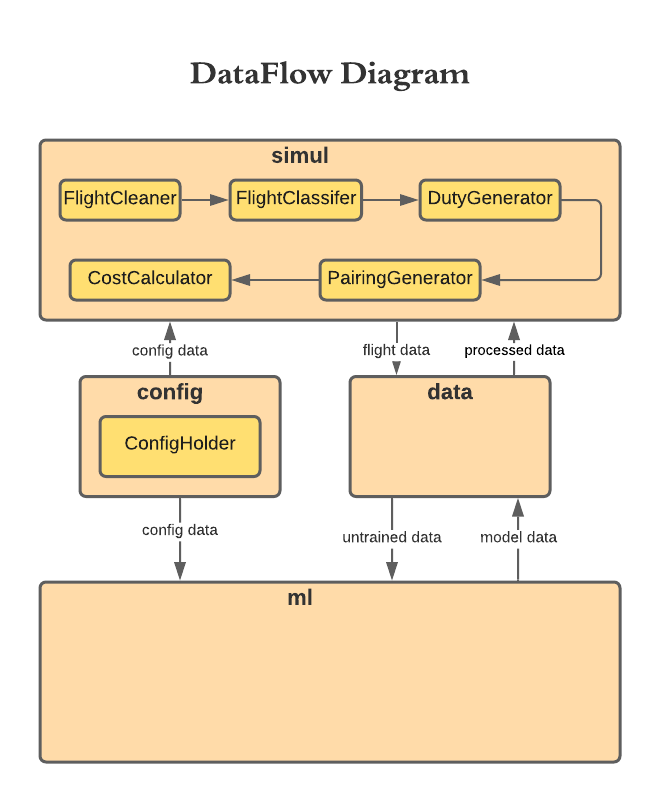 DataFlow Diagram
simul
FlightCleaner
FlightClassifer
DutyGenerator
CostCalculator
PairingGenerator
config data
flight data
processed data
config
data
ConfigHolder
config data
untrained data
model data
ml